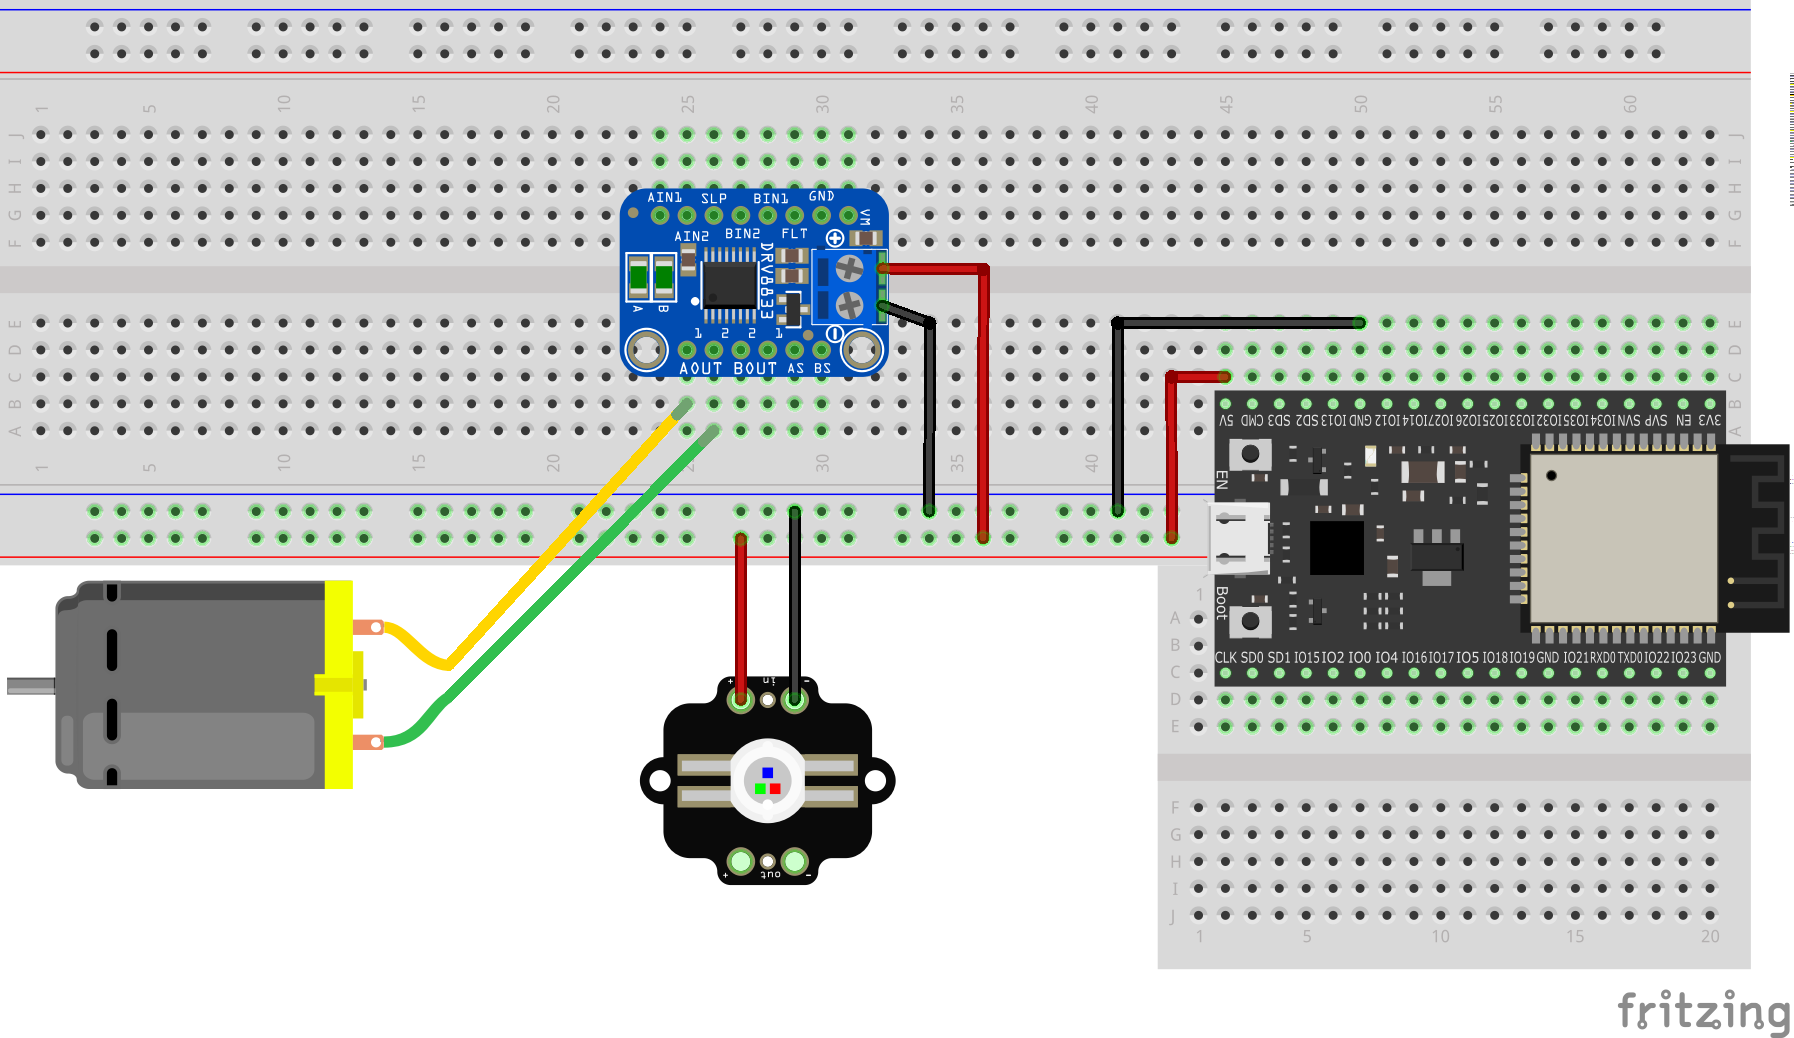 1 5 10 15 20 25 30 35 40 45 50 55 60
J J
I I
H H
G G
F F
AIN1 SLP BIN1 GND VM
AIN2 BIN2 FLT
DRV8833
A B
1 2 2 1
AOUT BOUT AS BS
E E
D D
C C
B B
A A
1 5 10 15 20 25 30 35 40
5V CMD SD3 SD2 IO13 GND IO12 IO14 IO27 IO26 IO25 IO33 IO32 IO35 IO34 SVN SVP EN 3V3
EN
Boot
CLK SD0 SD1 IO15 IO2 IO0 IO4 IO16 IO17 IO5 IO18 IO19 GND IO21 RXD0 TXD0 IO22 IO23 GND
+ in -
+ out -
1
A
B
C
D
E
F
G
H
I
J
1 5 10 15 20
fritzing